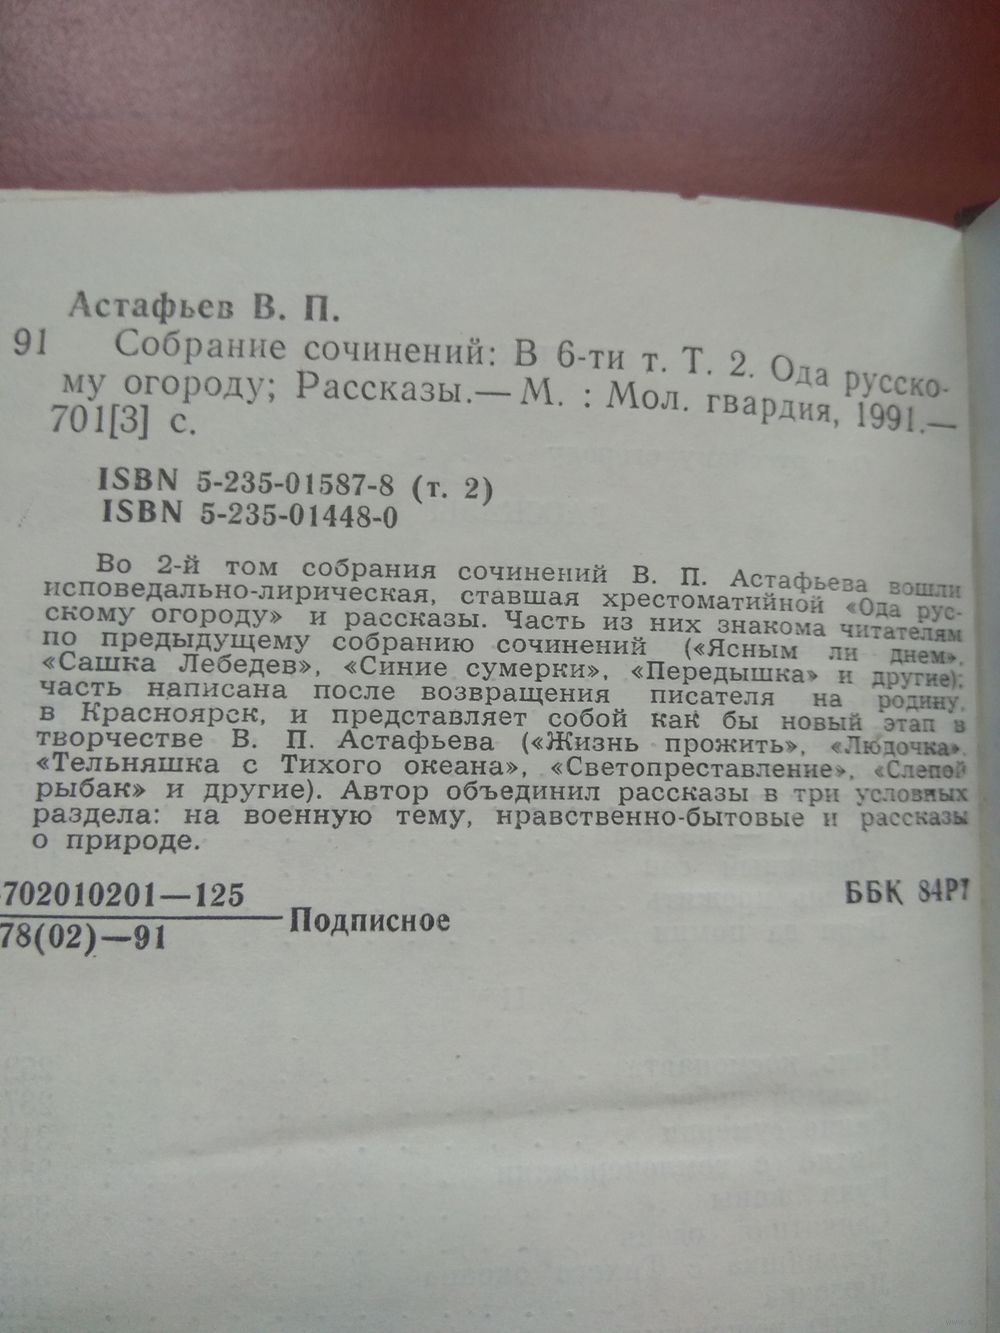 Астафьев В. П.
91 Собрание сочинений: В 6-ти т. Т. 2. Ода русско-
му огороду; Рассказы.— М. : Мол. гвардия, 1991.—
701[3] с.
ISBN 5-235-01587-8 (т. 2)
ISBN 5-235-01448-0
Во 2-й том собрания сочинений В. П. Астафьева вошли
исповедально-лирическая, ставшая хрестоматийной «Ода рус-
скому огороду» и рассказы. Часть из них знакома читателям
по предыдущему собранию сочинений («Ясным ли днем»,
«Сашка Лебедев», «Синие сумерки», «Передышка» и другие);
часть написана после возвращения писателя на родину,
в Красноярск, и представляет собой как бы новый этап в
творчестве В. П. Астафьева («Жизнь прожить», «Людочка»,
«Тельняшка с Тихого океана», «Светопреставление», «Слепой
рыбак» и другие). Автор объединил рассказы в три условных
раздела: на военную тему, нравственно-бытовые и рассказы
о природе.
702010201—125
78(02)—91
Подписное
ББК 84Р7